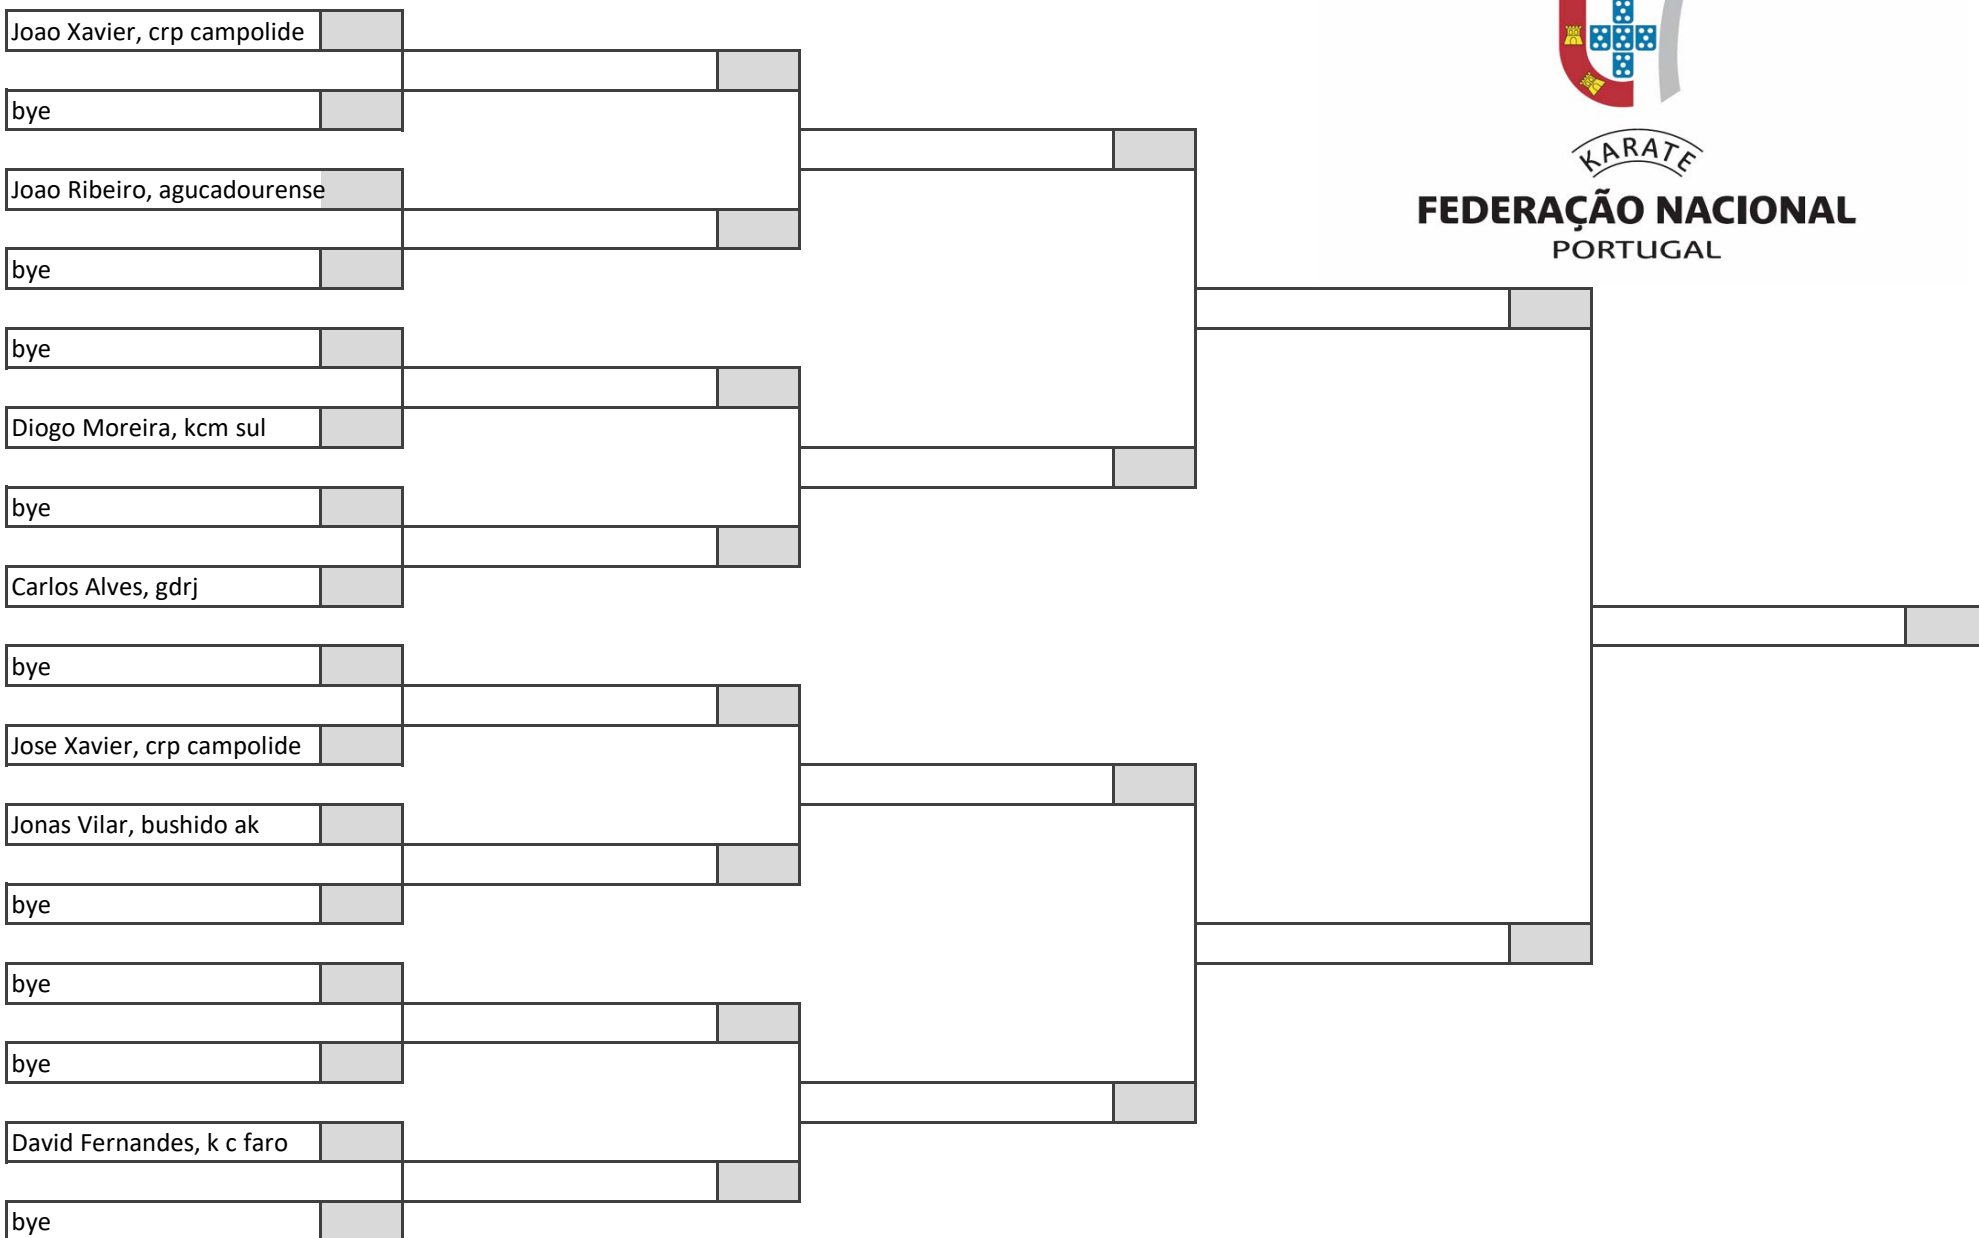 Joao Xavier, crp campolide
bye
Joao Ribeiro, agucadourense
bye
bye
Diogo Moreira, kcm sul
bye
Carlos Alves, gdrj
bye
Jose Xavier, crp campolide
Jonas Vilar, bushido ak
bye
bye
bye
David Fernandes, k c faro
bye
KARATE
FEDERAÇÃO NACIONAL
PORTUGAL